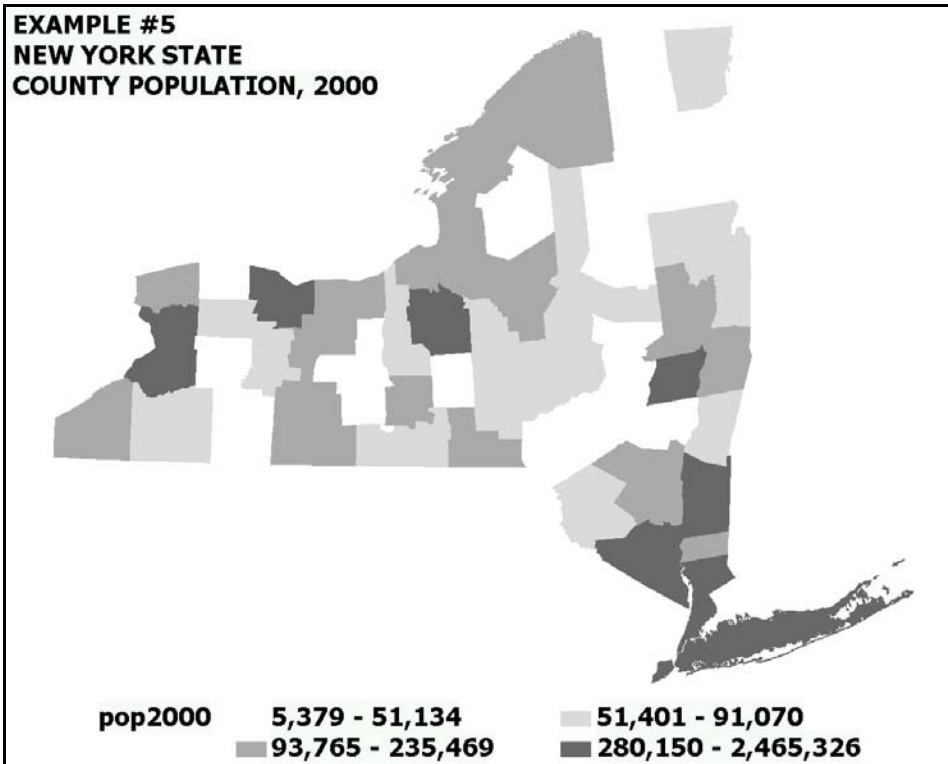 EXAMPLE #5
NEW YORK STATE
COUNTY POPULATION, 2000
pop2000 5,379 - 51,134 51,401 - 91,070
93,765 - 235,469 280,150 - 2,465,326